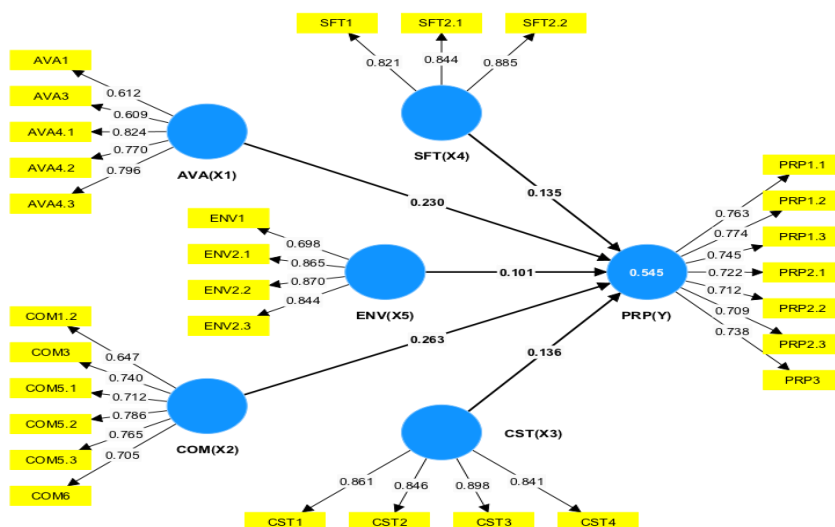 SFT1
SFT2.1
SFT2.2
0.821
0.844
0.885
SFT(X4)
AVA1
AVA3
AVA4.1
AVA4.2
AVA4.3
0.612
0.609
0.824
0.770
0.796
AVA(X1)
0.230
0.135
ENV1
ENV2.1
ENV2.2
ENV2.3
0.698
0.865
0.870
0.844
ENV(X5)
0.101
0.545
PRP(Y)
0.763
0.774
0.745
0.722
0.712
0.709
0.738
PRP1.1
PRP1.2
PRP1.3
PRP2.1
PRP2.2
PRP2.3
PRP3
COM1.2
COM3
COM5.1
COM5.2
COM5.3
COM6
0.647
0.740
0.712
0.786
0.765
0.705
COM(X2)
0.263
0.136
CST(X3)
0.861
0.846
0.898
0.841
CST1
CST2
CST3
CST4